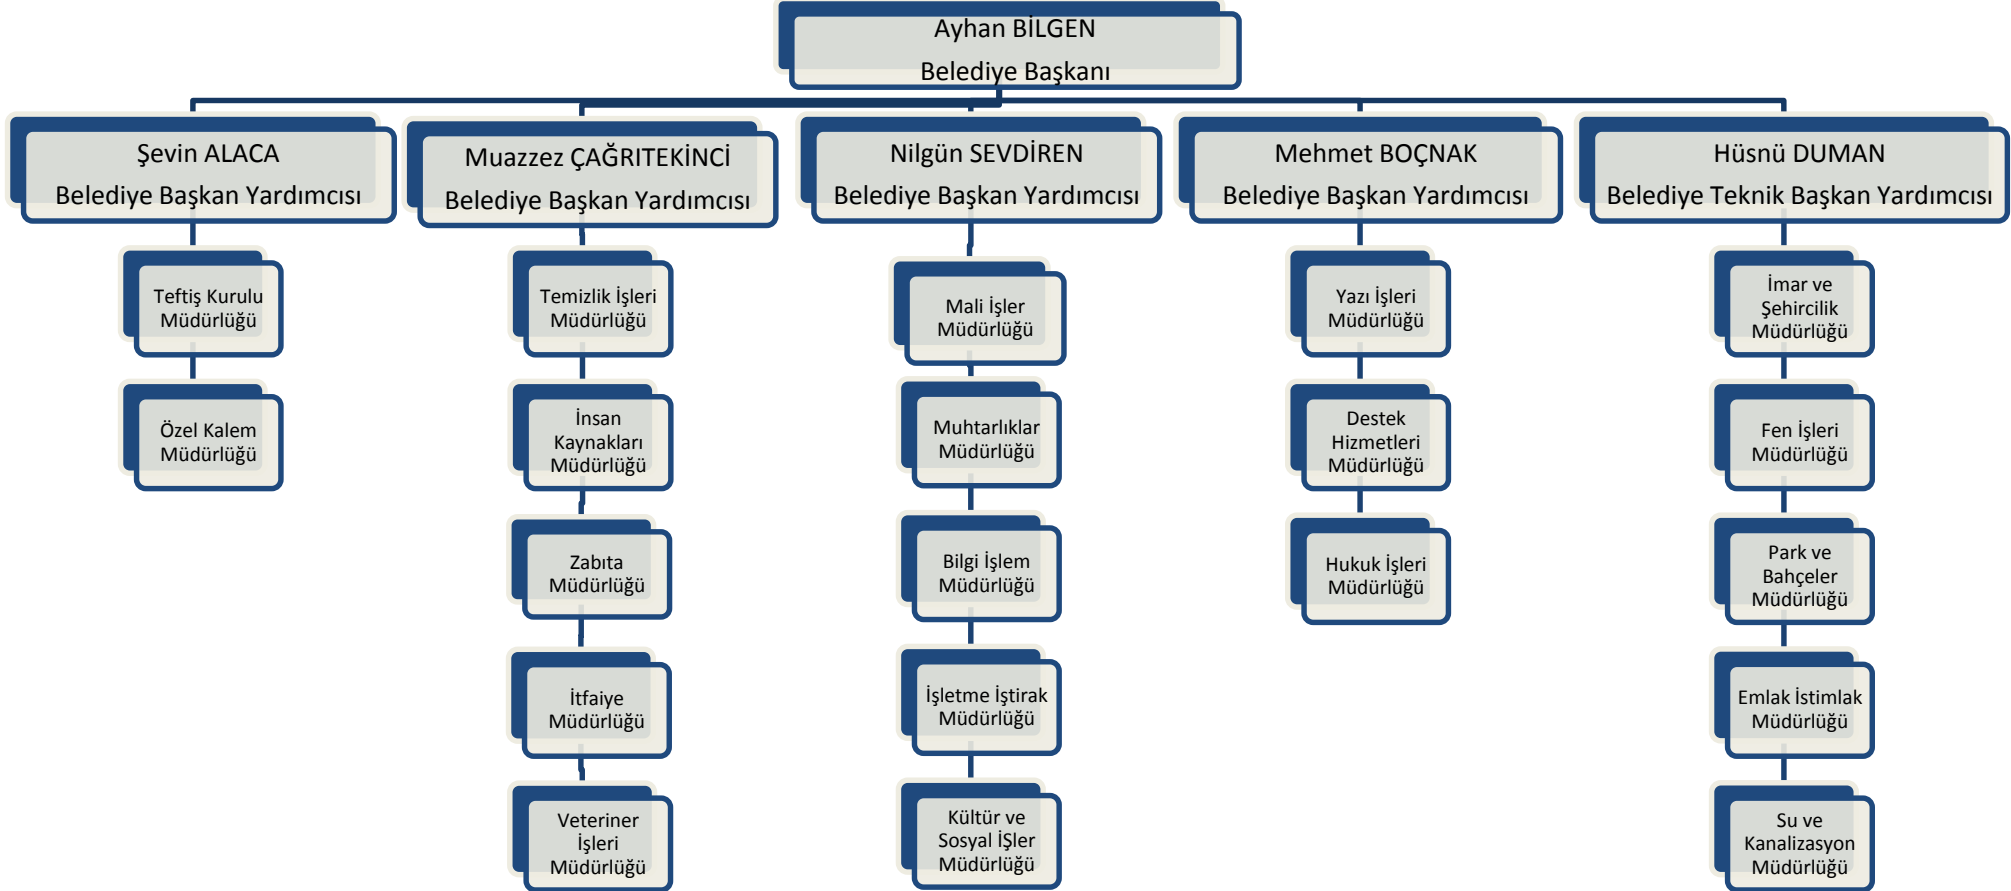 Ayhan BİLGEN
Belediye Başkanı
Şevin ALACA
Belediye Başkan Yardımcısı
Teftiş Kurulu
Müdürlüğü
Özel Kalem
Müdürlüğü
Muazzez ÇAĞRITEKİNCİ
Belediye Başkan Yardımcısı
Temizlik İşleri
Müdürlüğü
İnsan
Kaynakları
Müdürlüğü
Zabıta
Müdürlüğü
İtfaiye
Müdürlüğü
Veteriner
İşleri
Müdürlüğü
Nilgün SEVDİREN
Belediye Başkan Yardımcısı
Mali İşler
Müdürlüğü
Muhtarlıklar
Müdürlüğü
Bilgi İşlem
Müdürlüğü
İşletme İştirak
Müdürlüğü
Kültür ve
Sosyal İŞler
Müdürlüğü
Mehmet BOÇNAK
Belediye Başkan Yardımcısı
Yazı İşleri
Müdürlüğü
Destek
Hizmetleri
Müdürlüğü
Hukuk İşleri
Müdürlüğü
Hüsnü DUMAN
Belediye Teknik Başkan Yardımcısı
İmar ve
Şehircilik
Müdürlüğü
Fen İşleri
Müdürlüğü
Park ve
Bahçeler
Müdürlüğü
Emlak İstimlak
Müdürlüğü
Su ve
Kanalizasyon
Müdürlüğü